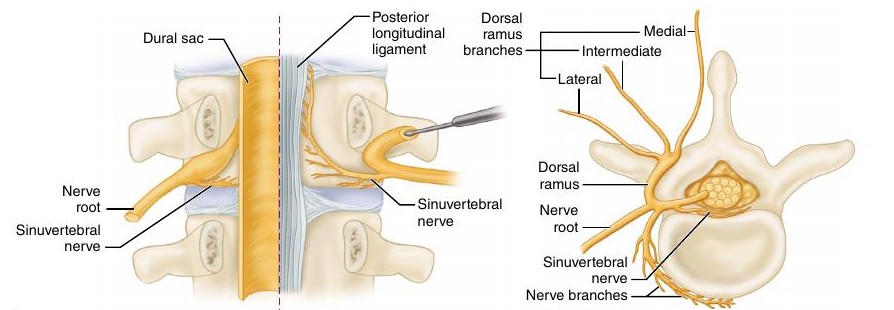 Dural sac
Posterior
longitudinal
ligament
Nerve
root
Sinuvertebral
nerve
Sinuvertebral
nerve
Dorsal
ramus
branches
Medial
Intermediate
Lateral
Dorsal
ramus
Nerve
root
Sinuvertebral
nerve
Nerve branches